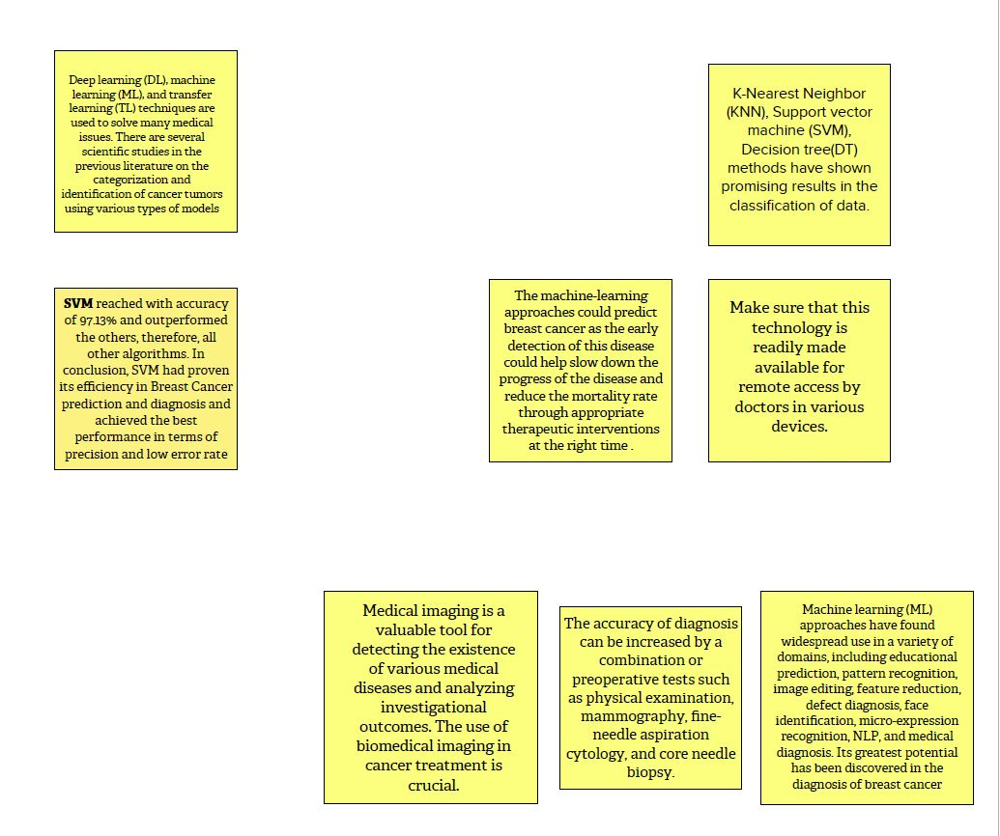 Deep learning (DL), machine
learning (ML), and transfer
learning (TL) techniques are
used to solve many medical
issues. There are several
scientific studies in the
previous literature on the
categorization and
identification of cancer tumors
using various types of models
K-Nearest Neighbor
(KNN), Support vector
machine (SVM),
Decision tree(DT)
methods have shown
promising results in the
classification of data.
SVM reached with accuracy
of 97.13% and outperformed
the others, therefore, all
other algorithms. In
conclusion, SVM had proven
its efficiency in Breast Cancer
prediction and diagnosis and
achieved the best
performance in terms of
precision and low error rate
The machine-learning
approaches could predict
breast cancer as the early
detection of this disease
could help slow down the
progress of the disease and
reduce the mortality rate
through appropriate
therapeutic interventions
at the right time .
Make sure that this
technology is
readily made
available for
remote access by
doctors in various
devices.
Medical imaging is a
valuable tool for
detecting the existence
of various medical
diseases and analyzing
investigational
outcomes. The use of
biomedical imaging in
cancer treatment is
crucial.
The accuracy of diagnosis
can be increased by a
combination or
preoperative tests such
as physical examination,
mammography, fine-
needle aspiration
cytology, and core needle
biopsy.
Machine learning (ML)
approaches have found
widespread use in a variety of
domains, including educational
prediction, pattern recognition,
image editing, feature reduction,
defect diagnosis, face
identification, micro-expression
recognition, NLP, and medical
diagnosis. Its greatest potential
has been discovered in the
diagnosis of breast cancer